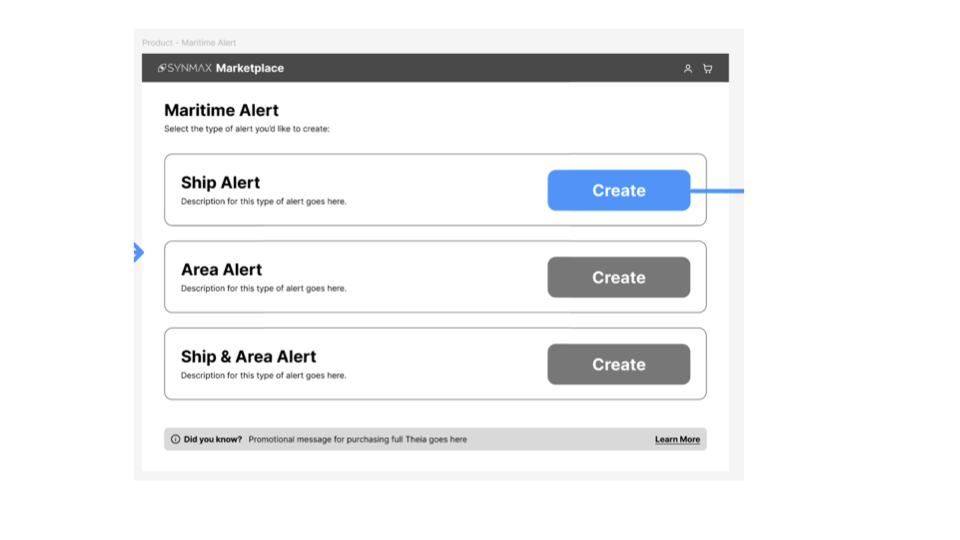 Product - Maritime Alert
SYNMAX Marketplace
Maritime Alert
Select the type of alert you'd like to create:
Ship Alert
Description for this type of alert goes here.
Create
Area Alert
Description for this type of alert goes here.
Create
Ship & Area Alert
Description for this type of alert goes here.
Create
Did you know? Promotional message for purchasing full Theia goes here Learn More